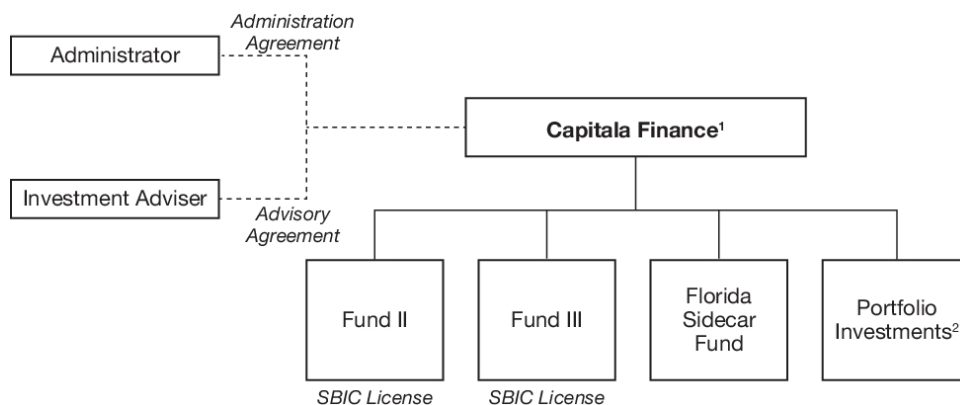 Administration
Agreement
Administrator
Capitala Finance¹
Investment Adviser
Advisory
Agreement
Fund II
Fund III
Florida
Sidecar
Fund
Portfolio
Investments²
SBIC License
SBIC License